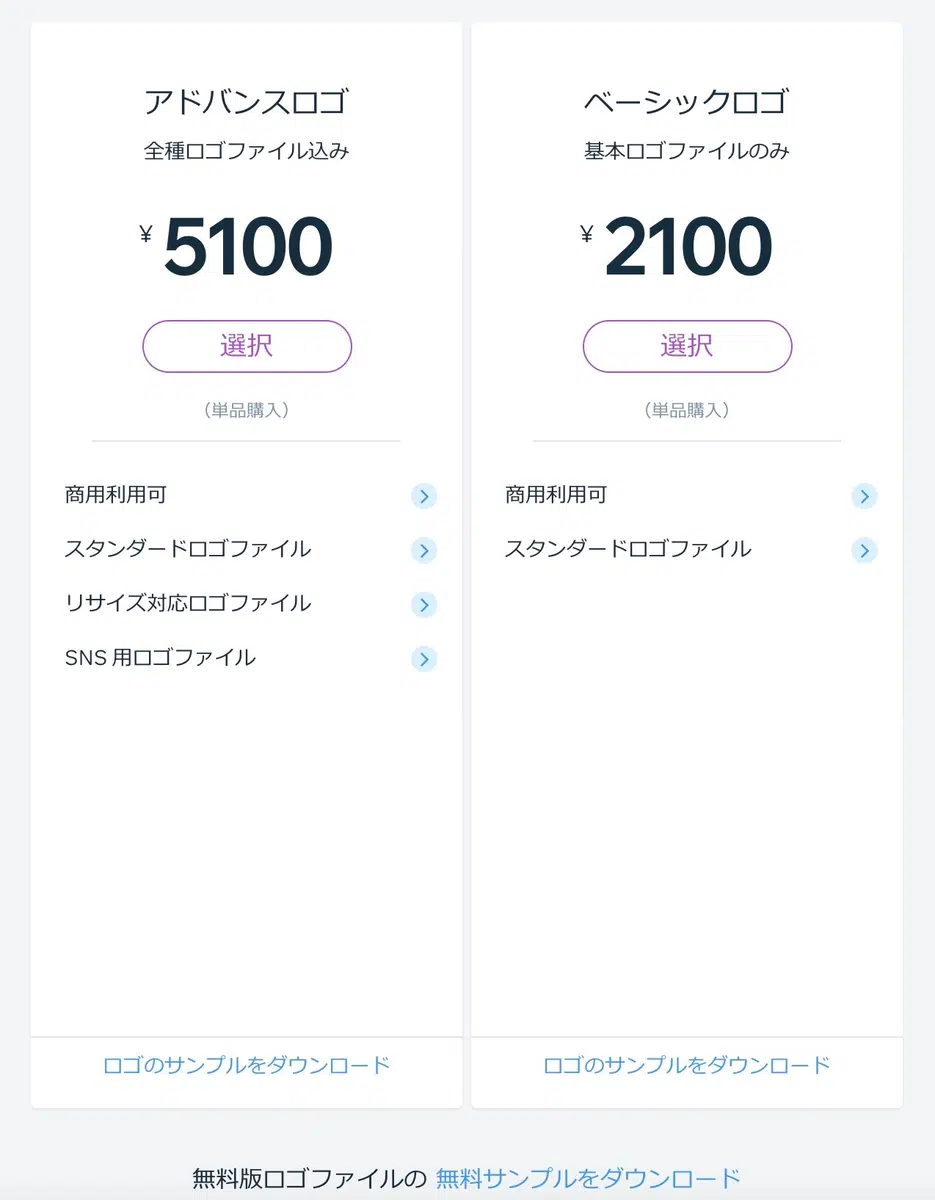 アドバンスロゴ
全種ロゴファイル込み
¥ 5100
選択
（単品購入）
商用利用可
スタンダードロゴファイル
リサイズ対応ロゴファイル
SNS 用ロゴファイル
ロゴのサンプルをダウンロード
ベーシックロゴ
基本ロゴファイルのみ
¥ 2100
選択
（単品購入）
商用利用可
スタンダードロゴファイル
ロゴのサンプルをダウンロード
無料版ロゴファイルの 無料サンプルをダウンロード